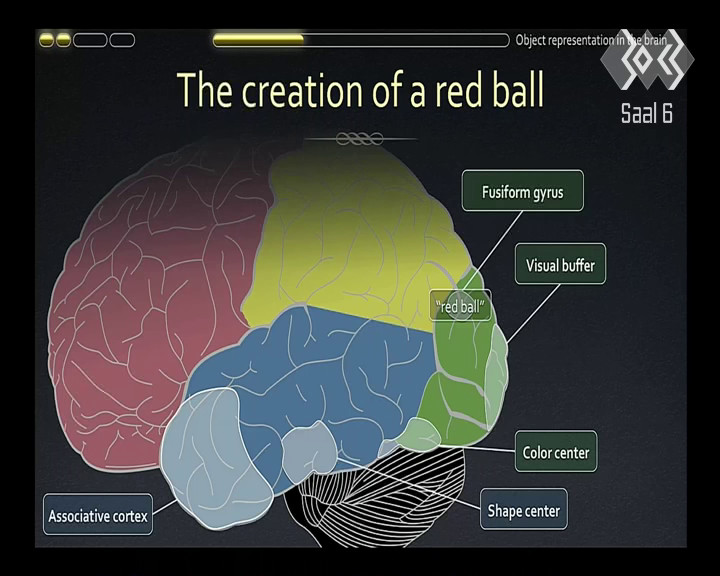 Object representation in the brain
Saal 6
The creation of a red ball
Fusiform gyrus
Visual buffer
"red ball"
Color center
Shape center
Associative cortex